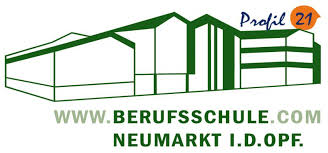 Profil 21
WWW.BERUFSSCHULE.COM
NEUMARKT I.D.OPF.